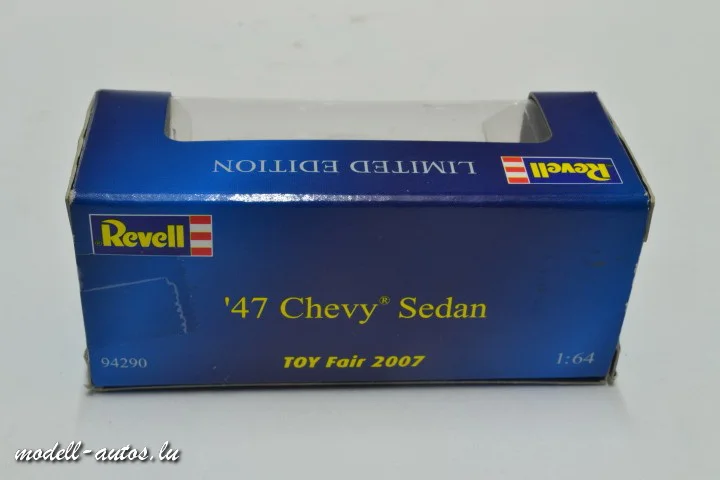 LIMITED EDITION
Revell
Revell
'47 Chevy® Sedan
94290
TOY Fair 2007
1:64
modell-autos.lu